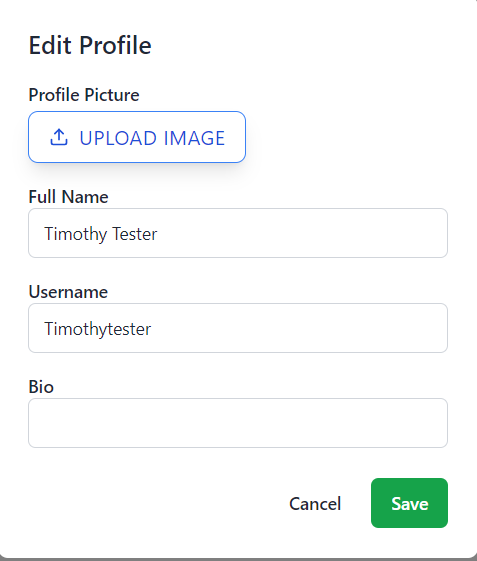 Edit Profile
Profile Picture
UPLOAD IMAGE
Full Name
Timothy Tester
Username
Timothytester
Bio
Cancel Save